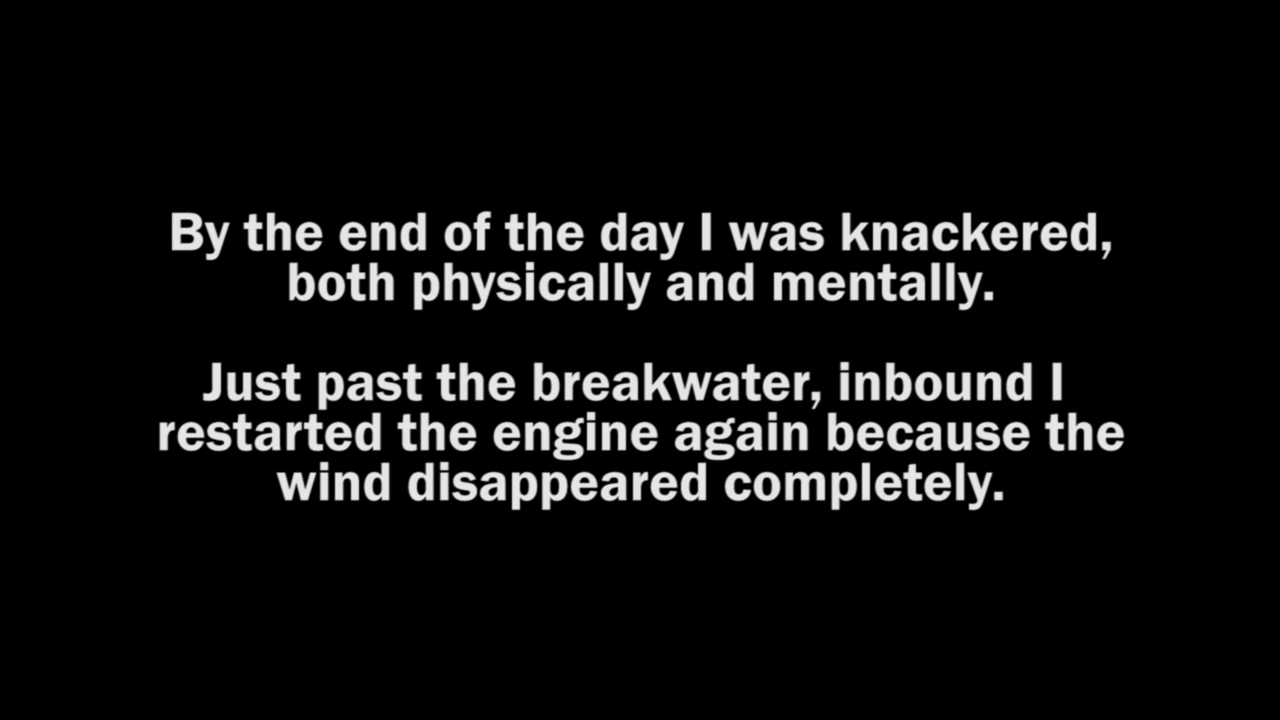 By the end of the day I was knackered,
both physically and mentally.
Just past the breakwater, inbound I
restarted the engine again because the
wind disappeared completely.